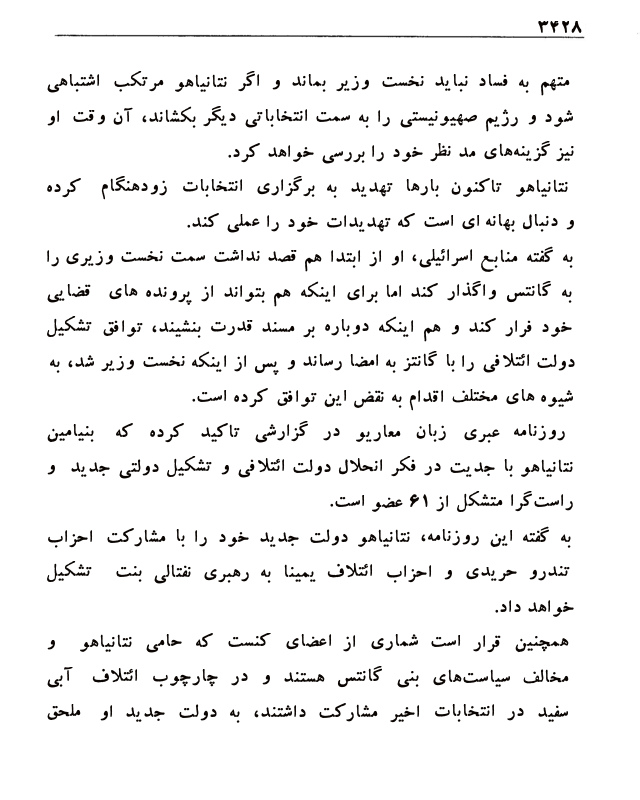 ۳۴۲۸
متهم به فساد نباید نخست وزیر بماند و اگر نتانیاهو مرتکب اشتباهی
شود و رژیم صهیونیستی را به سمت انتخاباتی دیگر بکشاند، آن وقت او
نیز گزینه‌های مد نظر خود را بررسی خواهد کرد.
نتانیاهو تاکنون بارها تهدید به برگزاری انتخابات زودهنگام کرده
و دنبال بهانه ای است که تهدیدات خود را عملی کند.
به گفته منابع اسرائیلی، او از ابتدا هم قصد نداشت سمت نخست وزیری را
به گانتس واگذار کند اما برای اینکه هم بتواند از پرونده های قضایی
خود فرار کند و هم اینکه دوباره بر مسند قدرت بنشیند، توافق تشکیل
دولت ائتلافی را با گانتز به امضا رساند و پس از اینکه نخست وزیر شد، به
شیوه های مختلف اقدام به نقض این توافق کرده است.
روزنامه عبری زبان معاریو در گزارشی تاکید کرده که بنیامین
نتانیاهو با جدیت در فکر انحلال دولت ائتلافی و تشکیل دولتی جدید و
راست‌گرا متشکل از ۶۱ عضو است.
به گفته این روزنامه، نتانیاهو دولت جدید خود را با مشارکت احزاب
تندرو حریدی و احزاب ائتلاف یمینا به رهبری نفتالی بنت تشکیل
خواهد داد.
همچنین قرار است شماری از اعضای کنست که حامی نتانیاهو و
مخالف سیاست‌های بنی گانتس هستند و در چارچوب ائتلاف آبی
سفید در انتخابات اخیر مشارکت داشتند، به دولت جدید او ملحق